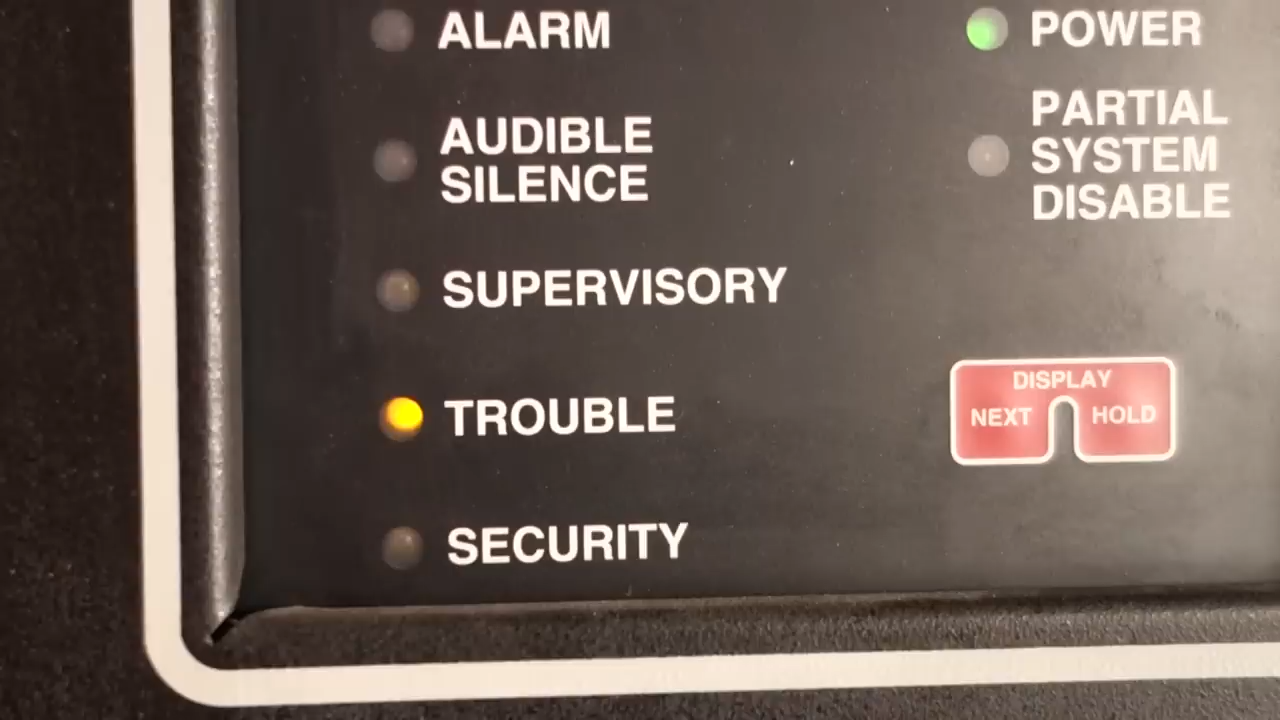 ALARM
AUDIBLE
SILENCE
SUPERVISORY
TROUBLE
SECURITY
POWER
PARTIAL
SYSTEM
DISABLE
DISPLAY
NEXT HOLD